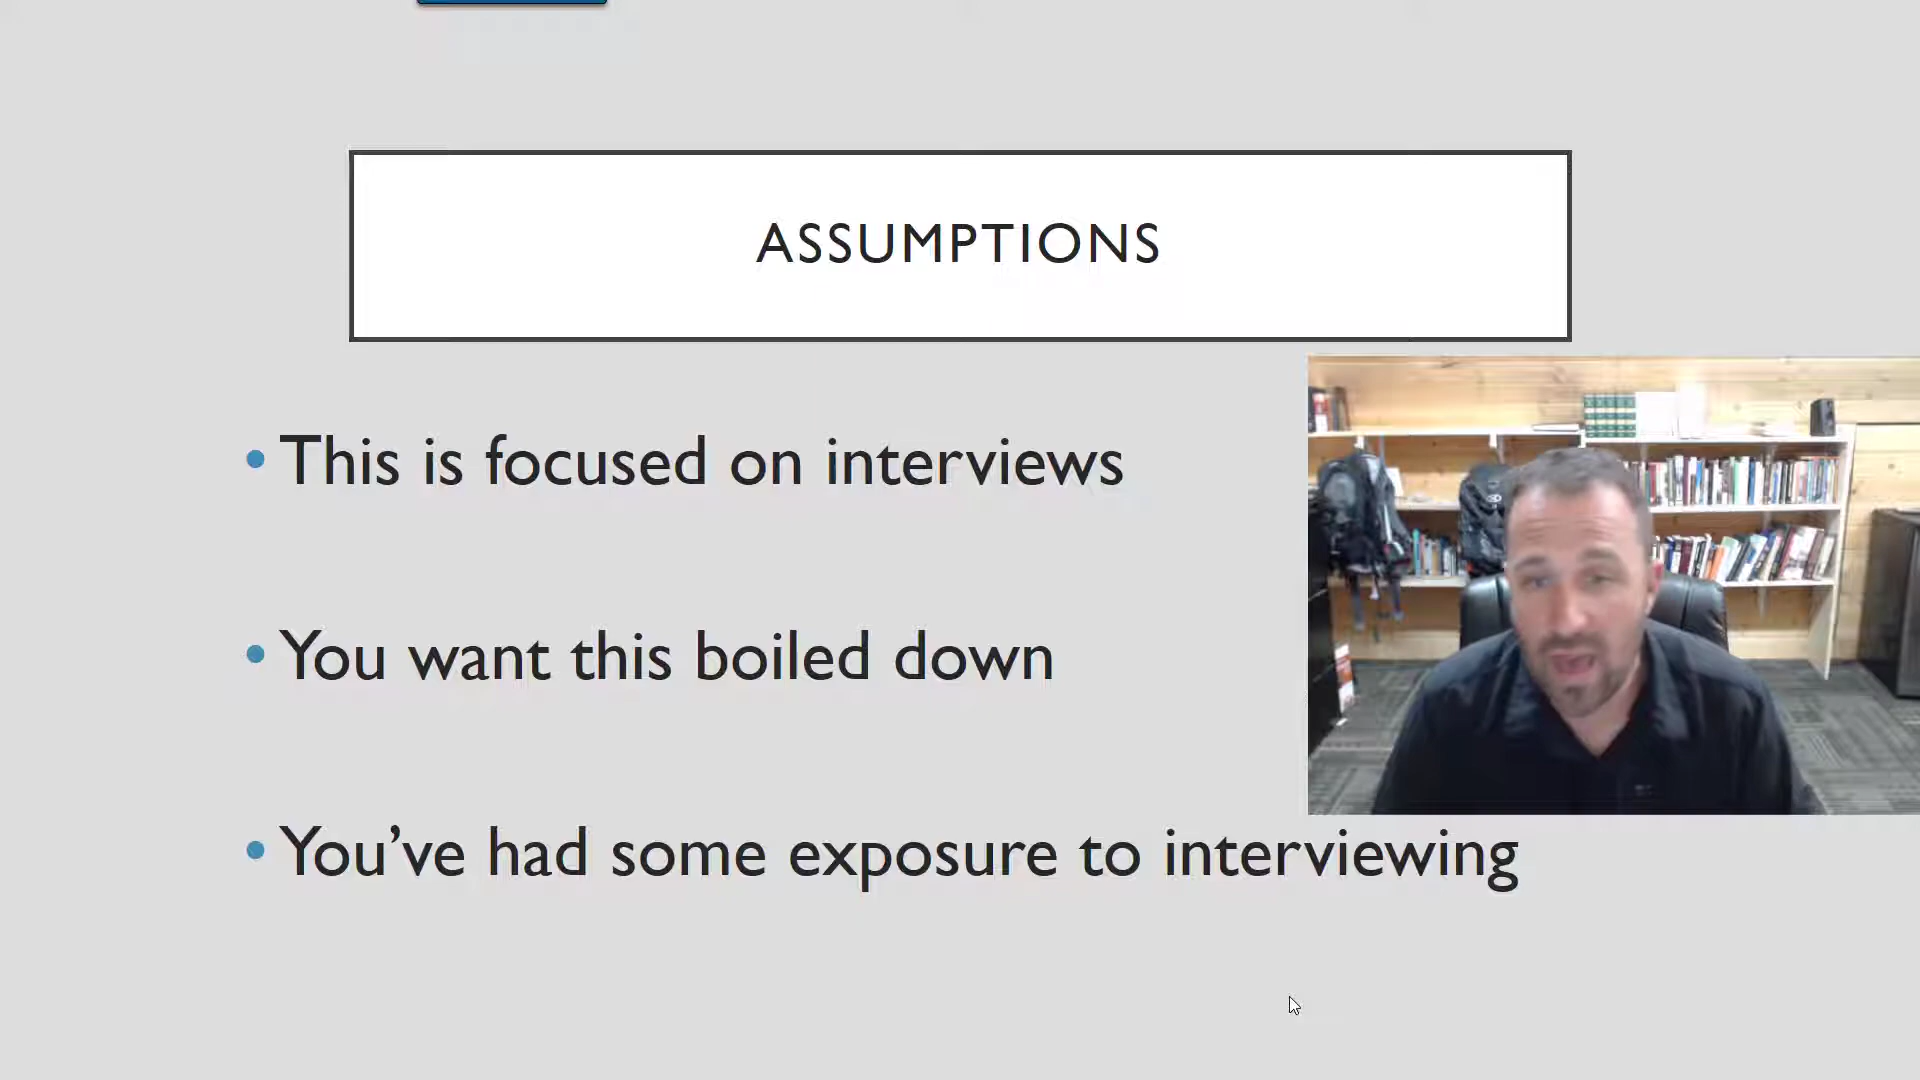 ASSUMPTIONS
• This is focused on interviews
• You want this boiled down
• You’ve had some exposure to interviewing